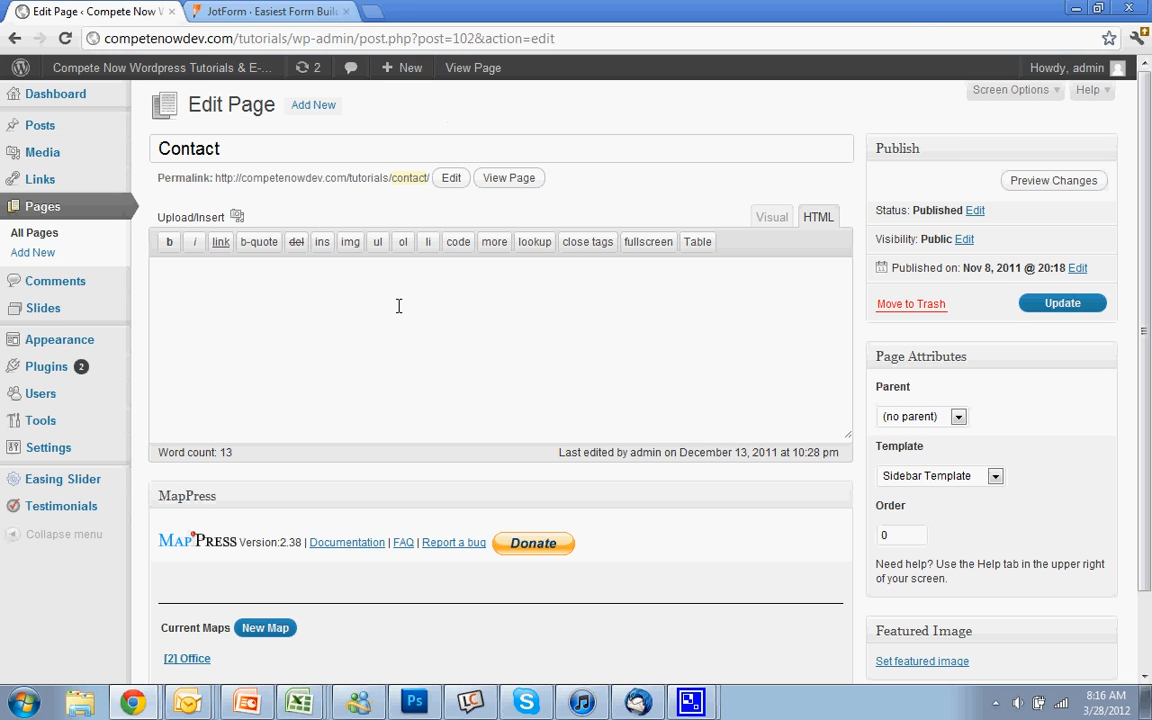 Edit Page ‹ Compete Now W
JotForm · Easiest Form Buil
competenowdev.com/tutorials/wp-admin/post.php?post=102&action=edit
Compete Now Wordpress Tutorials & E-... 2 + New View Page Howdy, admin
Dashboard
Posts
Media
Links
Pages
All Pages
Add New
Comments
Slides
Appearance
Plugins 2
Users
Tools
Settings
Easing Slider
Testimonials
Collapse menu
Screen Options Help
Edit Page Add New
Contact
Permalink: http://competenowdev.com/tutorials/contact/ Edit View Page
Upload/Insert Visual HTML
b i link b-quote del ins img ul ol li code more lookup close tags fullscreen Table
Word count: 13 Last edited by admin on December 13, 2011 at 10:28 pm
MapPress
MAPPRESS Version:2.38 | Documentation | FAQ | Report a bug Donate
Current Maps New Map
[2] Office
Publish
Preview Changes
Status: Published Edit
Visibility: Public Edit
Published on: Nov 8, 2011 @ 20:18 Edit
Move to Trash Update
Page Attributes
Parent
(no parent)
Template
Sidebar Template
Order
0
Need help? Use the Help tab in the upper right
of your screen.
Featured Image
Set featured image
Ps
LC
8:16 AM
3/28/2012